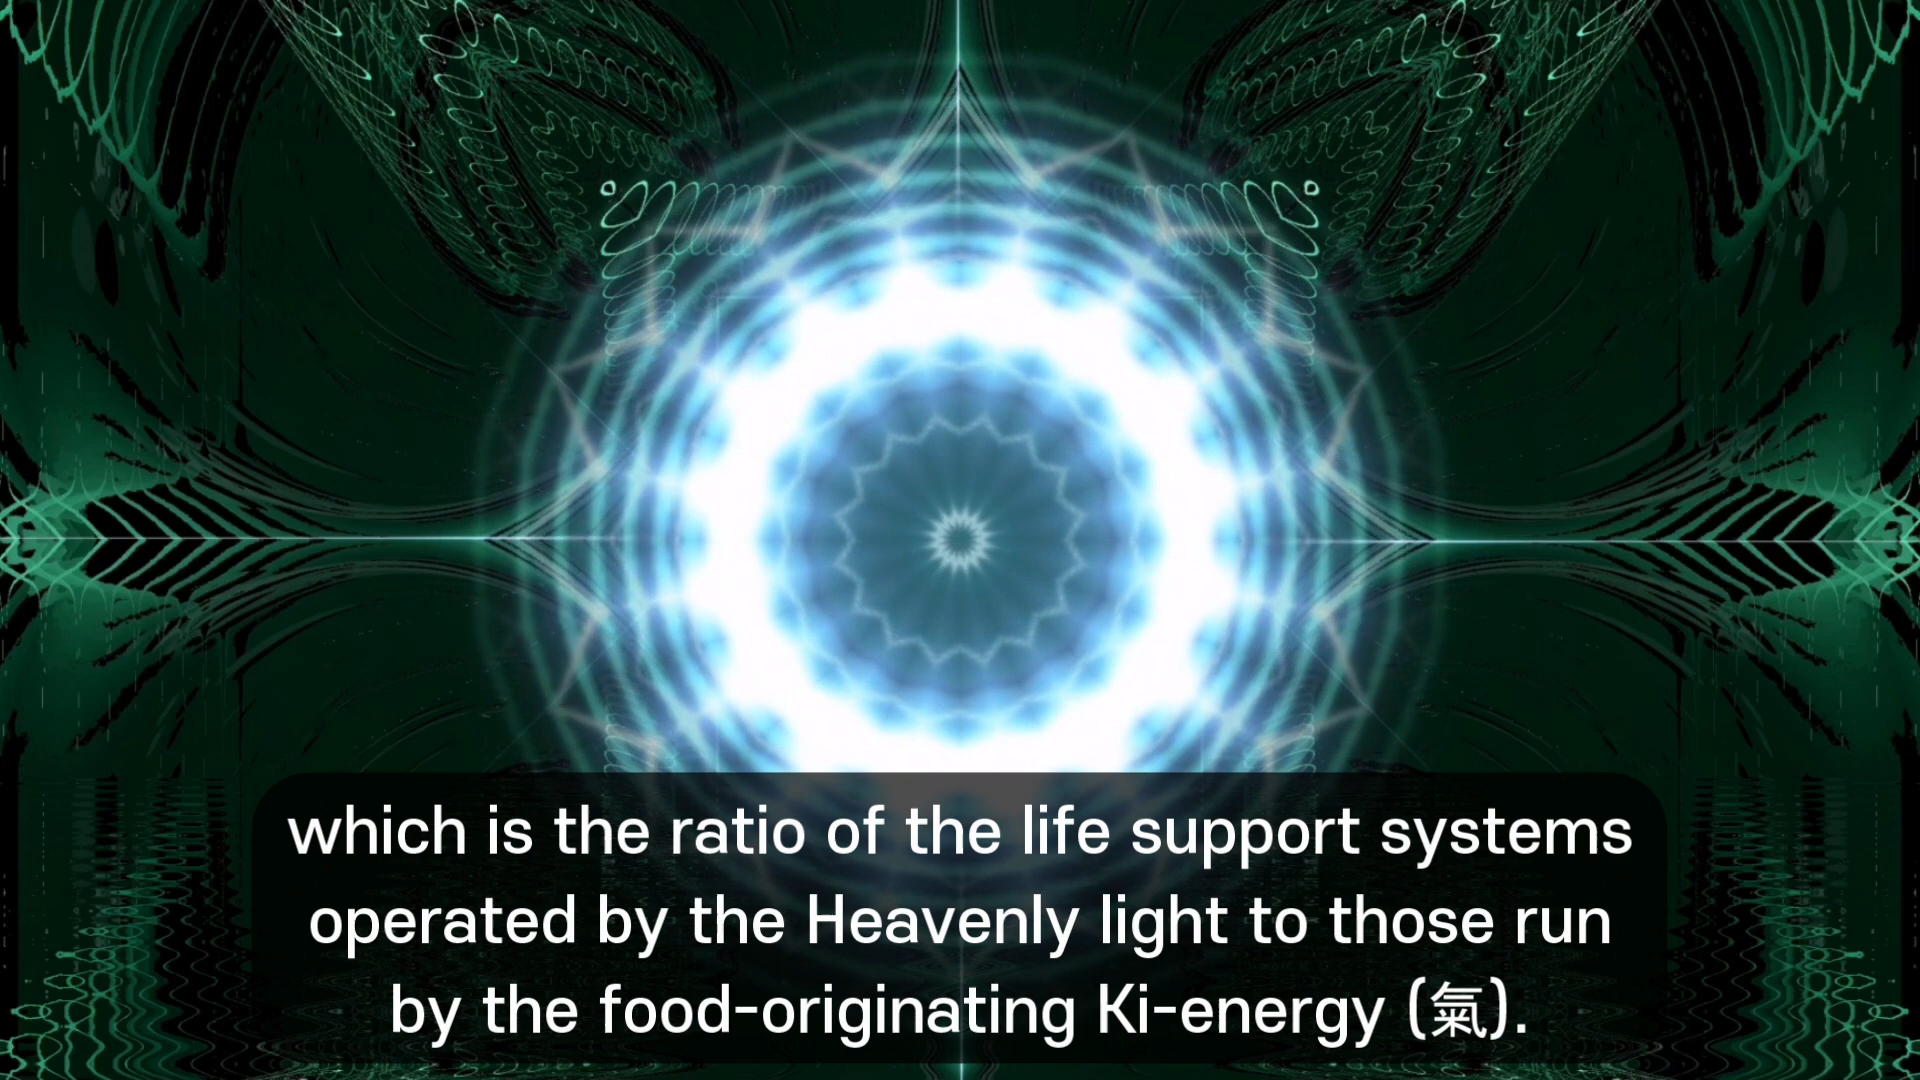 which is the ratio of the life support systems
operated by the Heavenly light to those run
by the food-originating Ki-energy (氣).